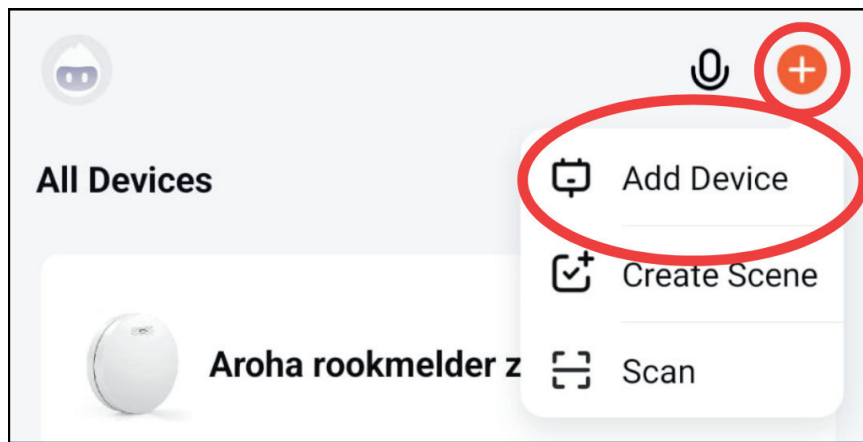 All Devices
Add Device
Create Scene
Aroha rookmelder z
Scan